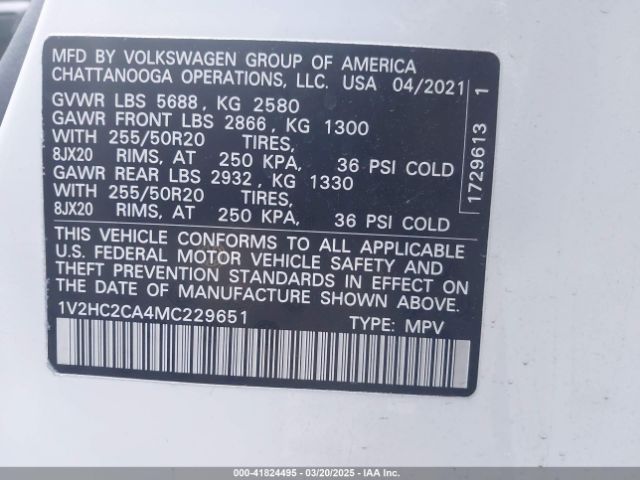 MFD BY VOLKSWAGEN GROUP OF AMERICA
CHATTANOOGA OPERATIONS, LLC. USA 04/2021
GVWR LBS 5688, KG 2580
GAWR FRONT LBS 2866, KG 1300
WITH 255/50R20 TIRES,
8JX20 RIMS, AT 250 KPA, 36 PSI COLD
GAWR REAR LBS 2932, KG 1330
WITH 255/50R20 TIRES,
8JX20 RIMS, AT 250 KPA, 36 PSI COLD
THIS VEHICLE CONFORMS TO ALL APPLICABLE
U.S. FEDERAL MOTOR VEHICLE SAFETY AND
THEFT PREVENTION STANDARDS IN EFFECT ON
THE DATE OF MANUFACTURE SHOWN ABOVE.
1V2HC2CA4MC229651 TYPE: MPV
1729613 1
000-41824495 - 03/20/2025 - IAA Inc.